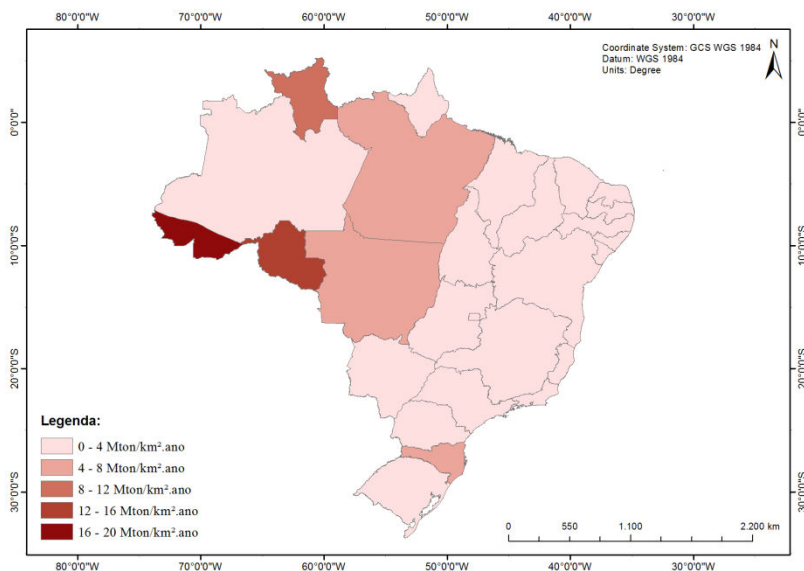 80°0'0"W 70°0'0"W 60°0'0"W 50°0'0"W 40°0'0"W 30°0'0"W
Coordinate System: GCS WGS 1984
Datum: WGS 1984
Units: Degree
N
0°0'0"
10°0'0"S
20°0'0"S
30°0'0"S
0°0'0"
10°0'0"S
20°0'0"S
30°0'0"S
Legenda:
0 - 4 Mton/km².ano
4 - 8 Mton/km².ano
8 - 12 Mton/km².ano
12 - 16 Mton/km².ano
16 - 20 Mton/km².ano
0 550 1.100 2.200 km
80°0'0"W 70°0'0"W 60°0'0"W 50°0'0"W 40°0'0"W 30°0'0"W